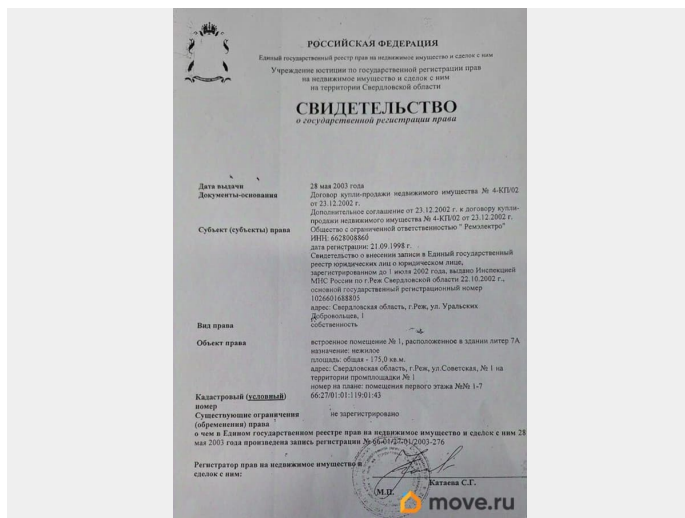 РОССИЙСКАЯ ФЕДЕРАЦИЯ
Единый государственный реестр прав на недвижимое имущество и сделок с ним
Учреждение юстиции по государственной регистрации прав
на недвижимое имущество и сделок с ним
на территории Свердловской области
СВИДЕТЕЛЬСТВО
о государственной регистрации права
Дата выдачи 28 мая 2003 года
Документы-основания Договор купли-продажи недвижимого имущества № 4-КП/02
от 23.12.2002 г.
Дополнительное соглашение от 23.12.2002 г. к договору купли-
продажи недвижимого имущества № 4-КП/02 от 23.12.2002 г.
Субъект (субъекты) права Общество с ограниченной ответственностью " Ремэлектро"
ИНН: 6628008860
дата регистрации: 21.09.1998 г.
Свидетельство о внесении записи в Единый государственный
реестр юридических лиц о юридическом лице,
зарегистрированном до 1 июля 2002 года, выдано Инспекцией
МНС России по г.Реж Свердловской области 22.10.2002 г.,
основной государственный регистрационный номер
1026601688805
адрес: Свердловская область, г.Реж, ул. Уральских
Добровольцев, 1
Вид права собственность
Объект права встроенное помещение № 1, расположенное в здании литер 7А
назначение: нежилое
площадь: общая - 175,0 кв.м.
адрес: Свердловская область, г.Реж, ул.Советская, № 1 на
территории промплощадки № 1
номер на плане: помещения первого этажа №№ 1-7
Кадастровый (условный) 66:27/01:01:119:01:43
номер
Существующие ограничения не зарегистрировано
(обременения) права
о чем в Едином государственном реестре прав на недвижимое имущество и сделок с ним 28
мая 2003 года произведена запись регистрации № 66-01/27-01/2003-276
Регистратор прав на недвижимое имущество и
сделок с ним:
Катаева С.Г.
М.П.
move.ru